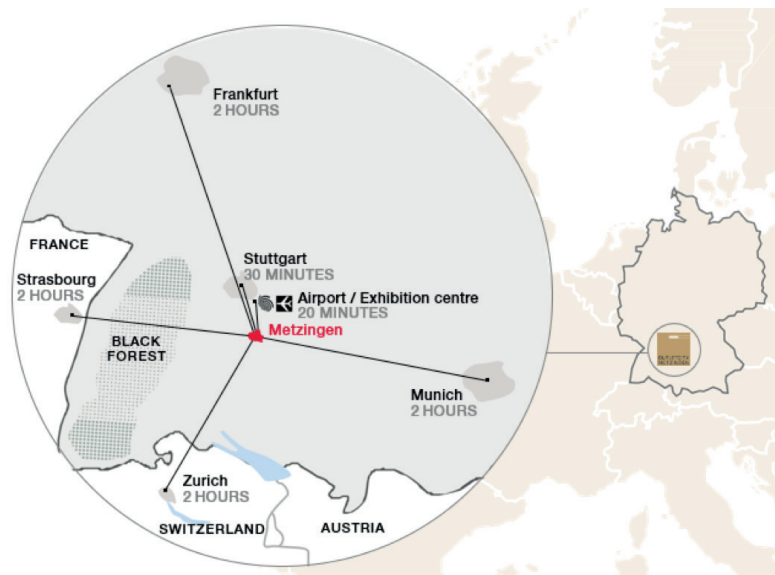 Frankfurt
2 HOURS
FRANCE
Stuttgart
30 MINUTES
Strasbourg
2 HOURS
Airport / Exhibition centre
20 MINUTES
Metzingen
BLACK
FOREST
Munich
2 HOURS
Zurich
2 HOURS
SWITZERLAND
AUSTRIA